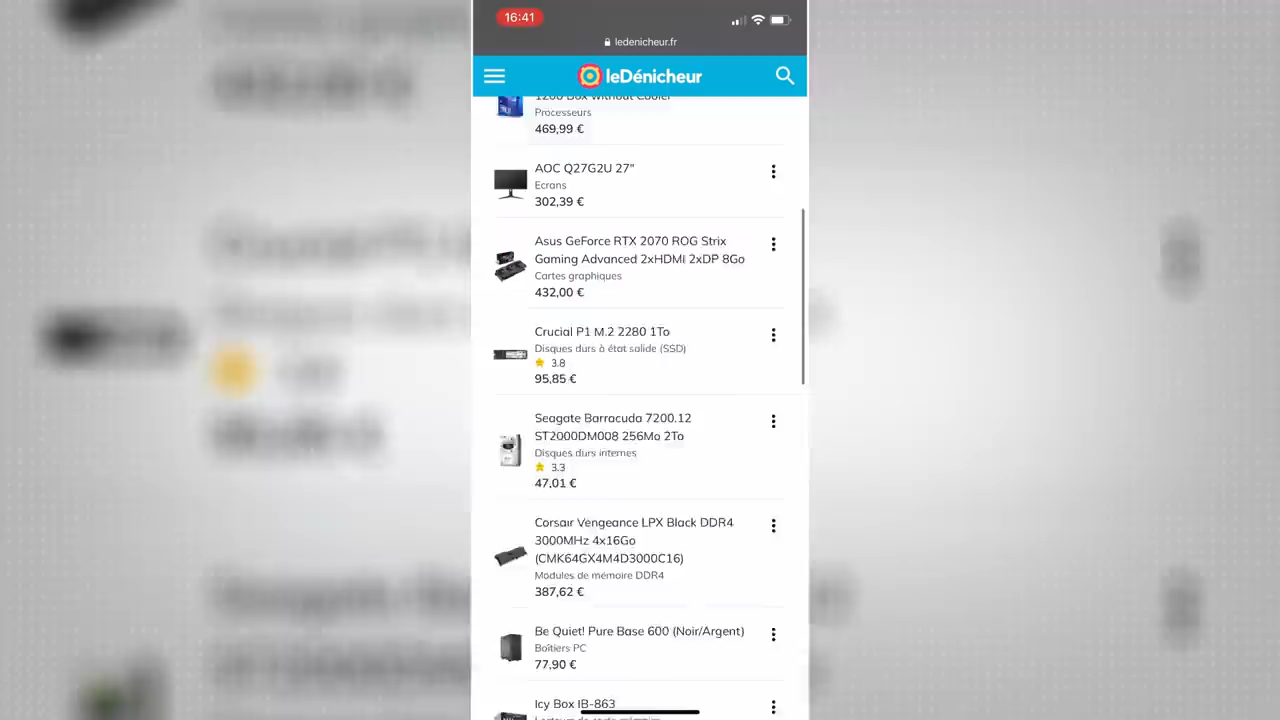 16:41
ledenicheur.fr
leDénicheur
1200 Box Without Cooler
Processeurs
469,99 €
AOC Q27G2U 27"
Ecrans
302,39 €
Asus GeForce RTX 2070 ROG Strix
Gaming Advanced 2xHDMI 2xDP 8Go
Cartes graphiques
432,00 €
Crucial P1 M.2 2280 1To
Disques durs à état solide (SSD)
3.8
95,85 €
Seagate Barracuda 7200.12
ST2000DM008 256Mo 2To
Disques durs internes
3.3
47,01 €
Corsair Vengeance LPX Black DDR4
3000MHz 4x16Go
(CMK64GX4M4D3000C16)
Modules de mémoire DDR4
387,62 €
Be Quiet! Pure Base 600 (Noir/Argent)
Boîtiers PC
77,90 €
Icy Box IB-863